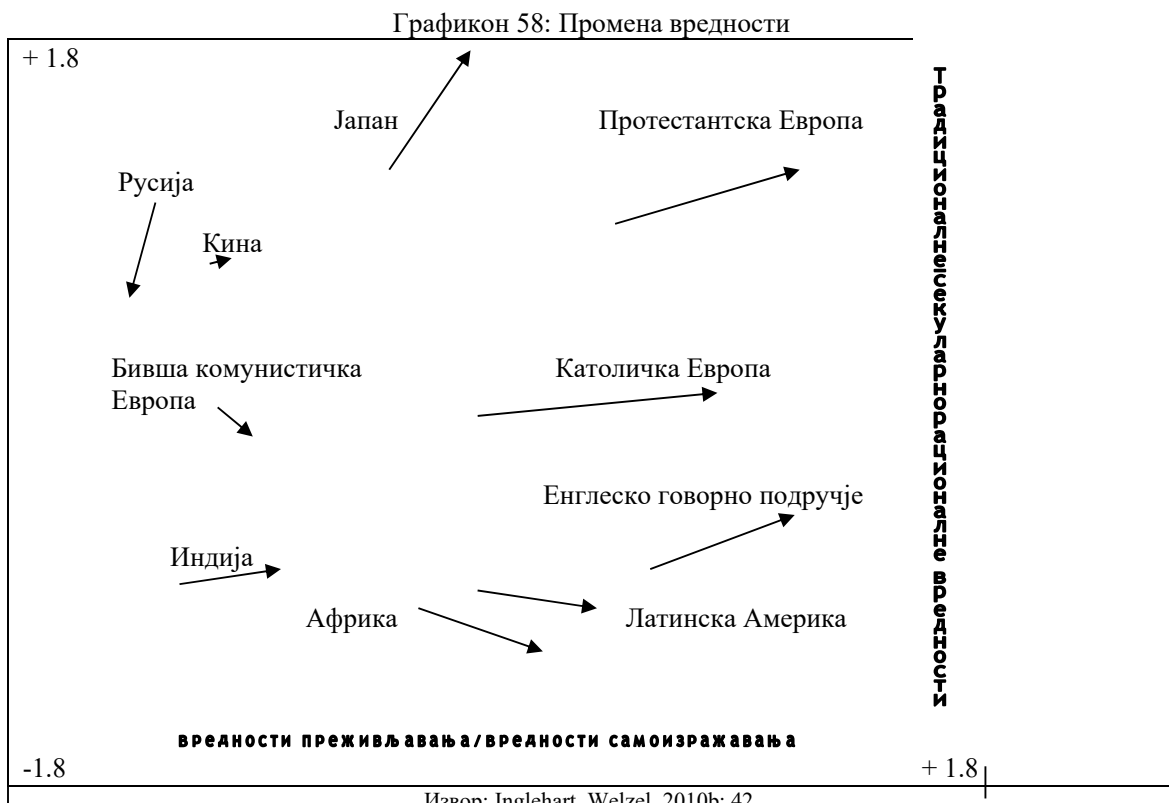 Графикон 58: Промена вредности
+ 1.8
Јапан
Протестантска Европа
Русија
Кина
Бивша комунистичка
Европа
Католичка Европа
Енглеско говорно подручје
Индија
Африка
Латинска Америка
традиционалне/секуларнорационалне вредности
вредности преживљавања/вредности самоизражавања
-1.8
+ 1.8
Извор: Inglehart, Welzel, 2010b: 42